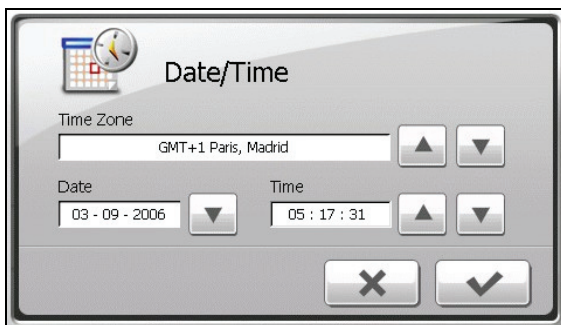 Date/Time
Time Zone
GMT+1 Paris, Madrid
Date
Time
03 - 09 - 2006
05 : 17 : 31